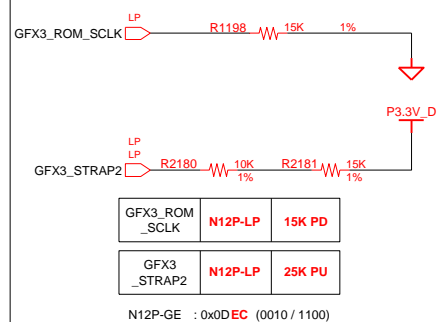 LP
GFX3_ROM_SCLK
R1198
15K
1%
P3.3V_D
LP
LP
GFX3_STRAP2
R2180
10K
1%
R2181
15K
1%
GFX3_ROM
_SCLK
N12P-LP
15K PD
GFX3
_STRAP2
N12P-LP
25K PU
N12P-GE : 0x0DEC (0010 / 1100)